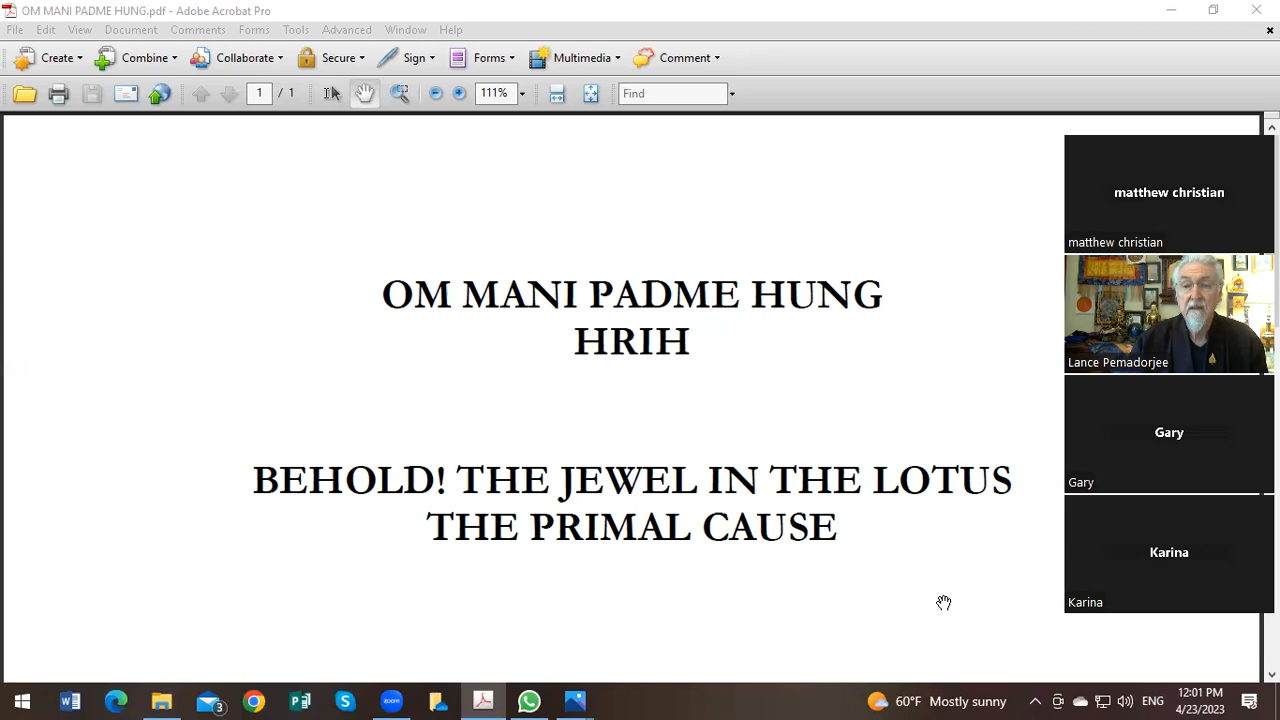 OM MANI PADME HUNG.pdf - Adobe Acrobat Pro
File Edit View Document Comments Forms Tools Advanced Window Help
Create Combine Collaborate Secure Sign Forms Multimedia Comment
1 / 1 111% Find
OM MANI PADME HUNG
HRIH
BEHOLD! THE JEWEL IN THE LOTUS
THE PRIMAL CAUSE
matthew christian
matthew christian
Lance Pemadorjee
Gary
Gary
Karina
Karina
3
60°F Mostly sunny
ENG
12:01 PM
4/23/2023